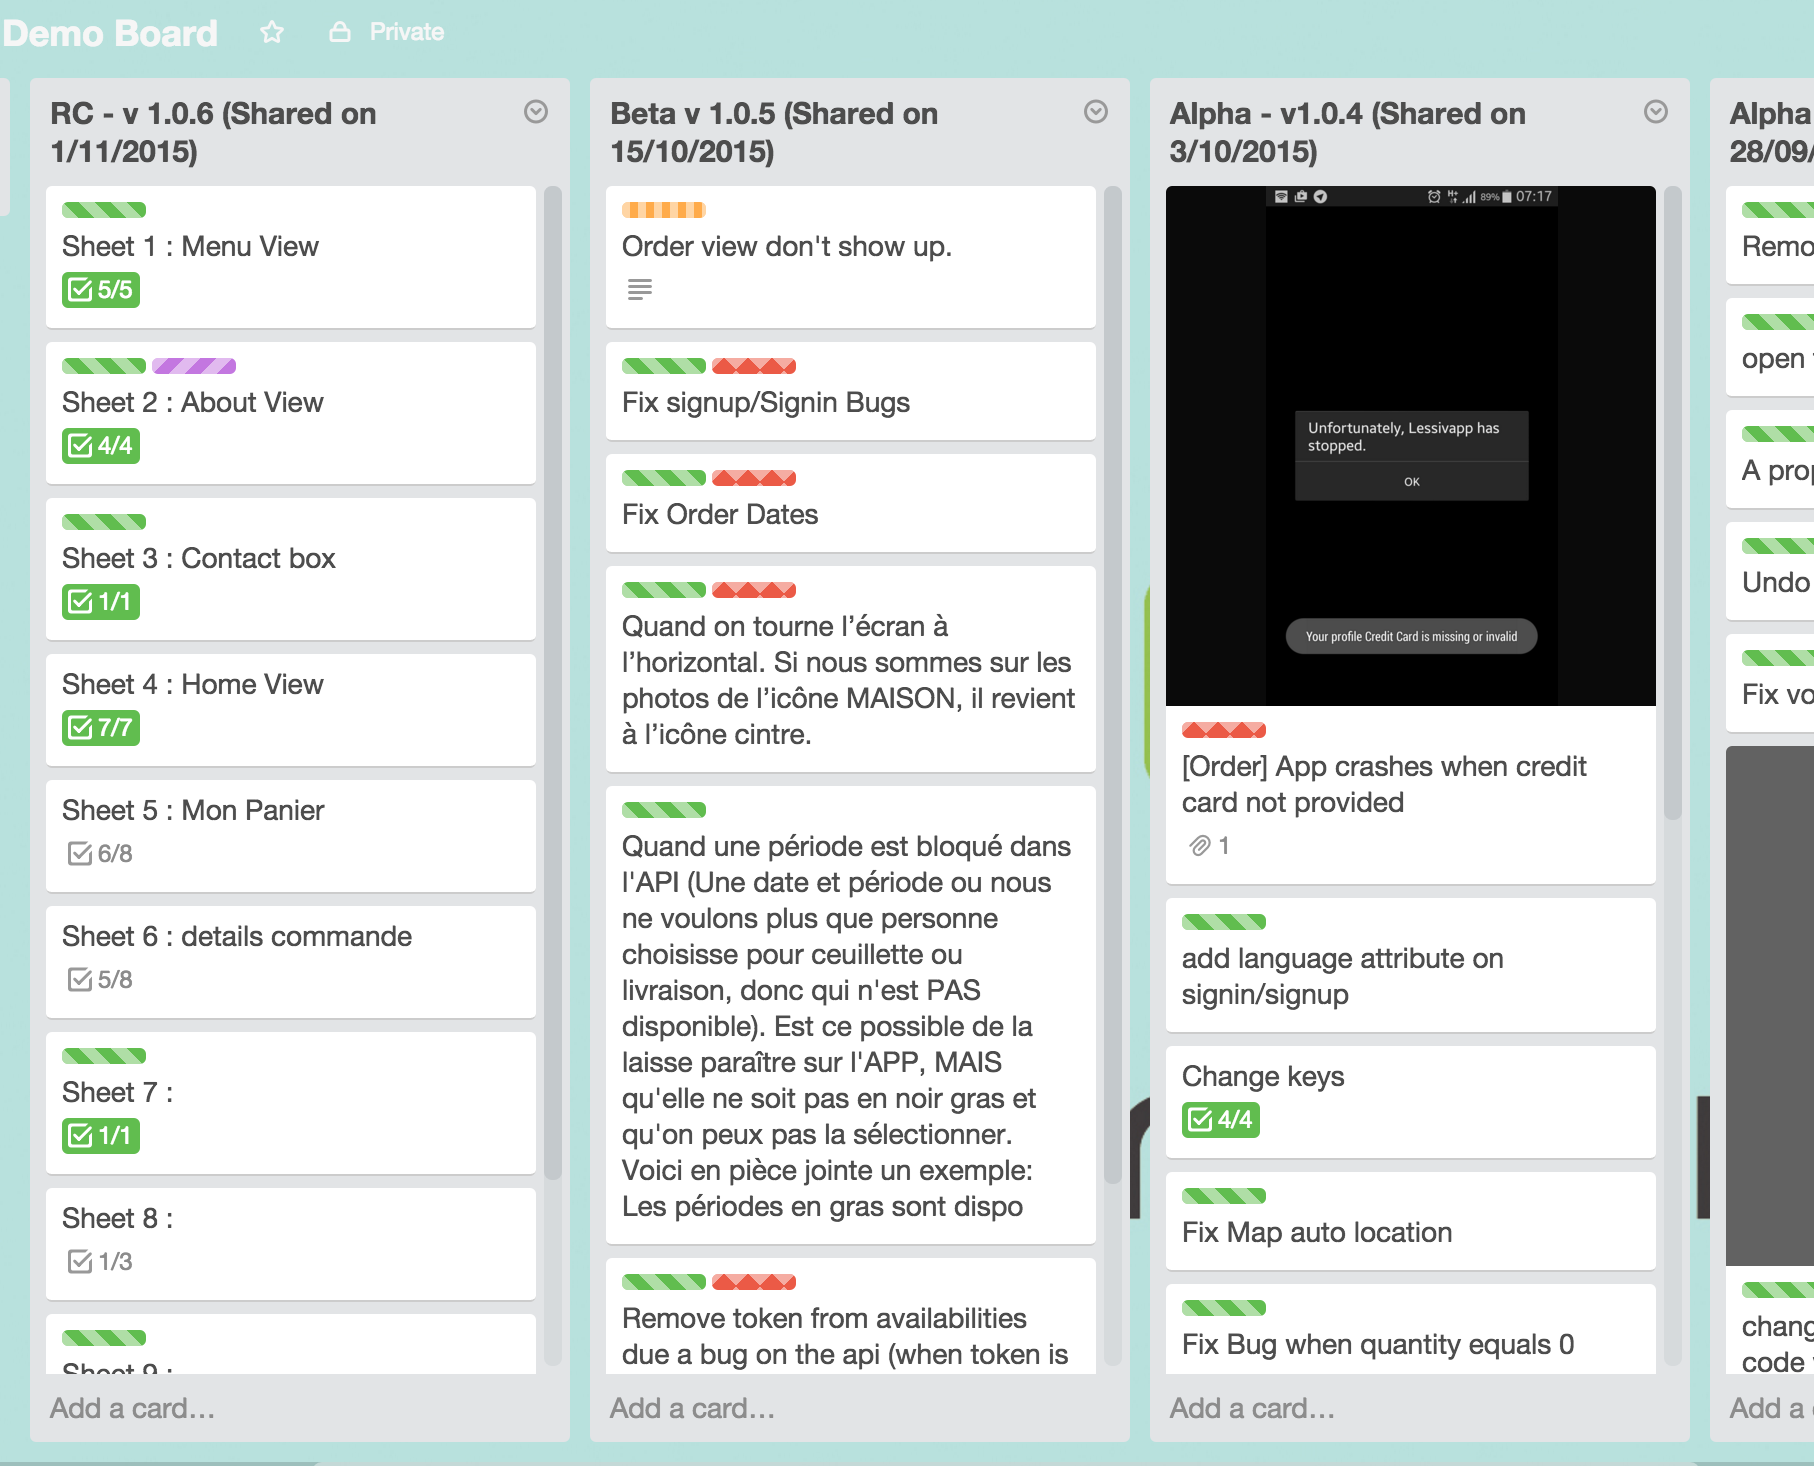 Demo Board
Private
RC - v 1.0.6 (Shared on
1/11/2015)
Sheet 1 : Menu View
5/5
Sheet 2 : About View
4/4
Sheet 3 : Contact box
1/1
Sheet 4 : Home View
7/7
Sheet 5 : Mon Panier
6/8
Sheet 6 : details commande
5/8
Sheet 7 :
1/1
Sheet 8 :
1/3
Sheet 9 :
Add a card...
Beta v 1.0.5 (Shared on
15/10/2015)
Order view don't show up.
Fix signup/Signin Bugs
Fix Order Dates
Quand on tourne l’écran à
l’horizontal. Si nous sommes sur les
photos de l’icône MAISON, il revient
à l’icône cintre.
Quand une période est bloqué dans
l'API (Une date et période ou nous
ne voulons plus que personne
choisisse pour ceuillette ou
livraison, donc qui n'est PAS
disponible). Est ce possible de la
laisse paraître sur l'APP, MAIS
qu'elle ne soit pas en noir gras et
qu'on peux pas la sélectionner.
Voici en pièce jointe un exemple:
Les périodes en gras sont dispo
Remove token from availabilities
due a bug on the api (when token is
Add a card...
Alpha - v1.0.4 (Shared on
3/10/2015)
89% 07:17
Unfortunately, Lessivapp has
stopped.
OK
Your profile Credit Card is missing or invalid
[Order] App crashes when credit
card not provided
1
add language attribute on
signin/signup
Change keys
4/4
Fix Map auto location
Fix Bug when quantity equals 0
Add a card...
Alpha
28/09/
Remo
open
A prop
Undo
Fix vo
chang
code
Add a